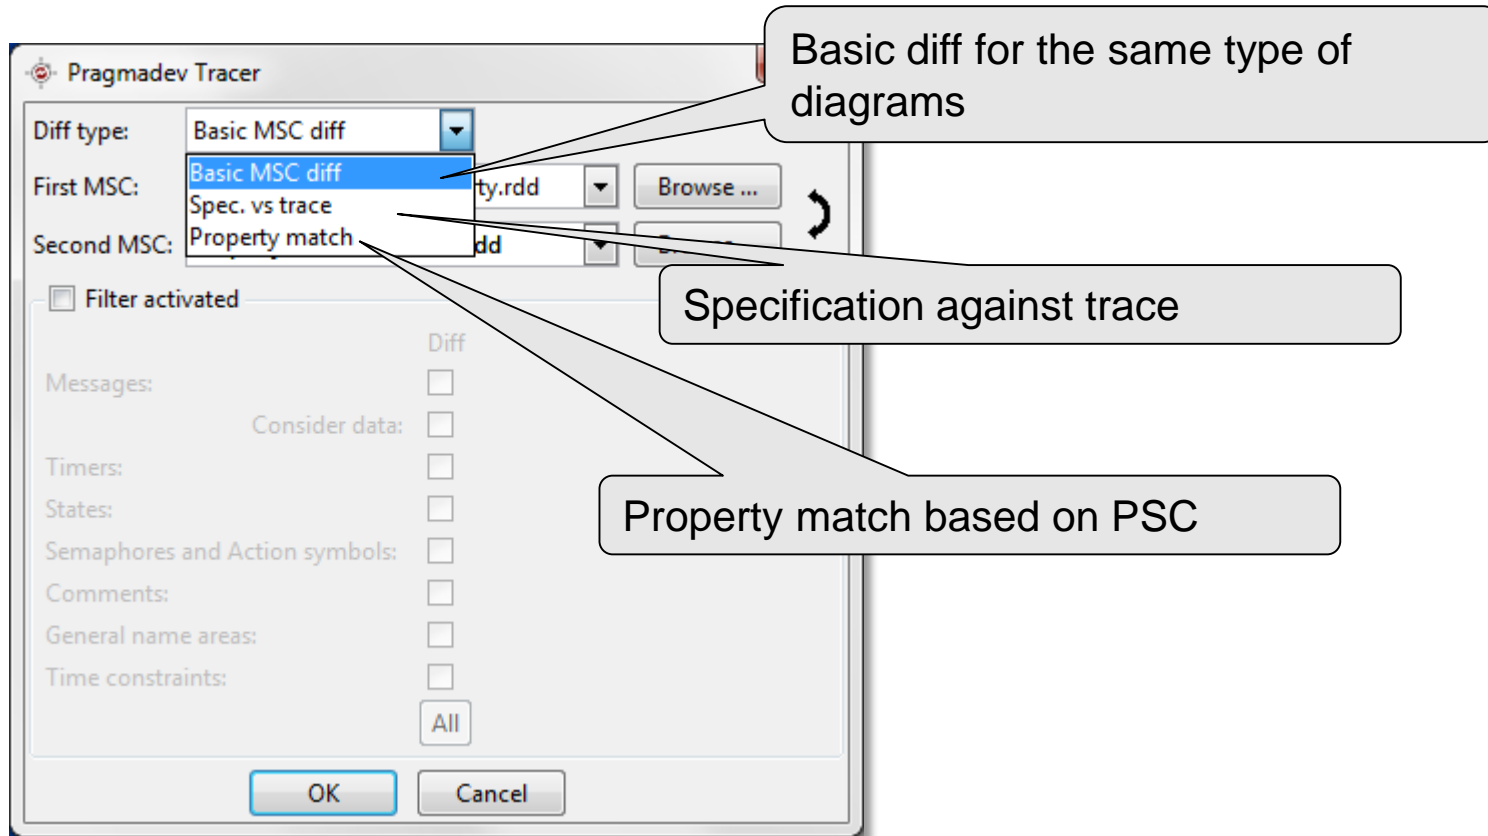 Basic diff for the same type of
diagrams
Pragmadev Tracer
Diff type: Basic MSC diff
Basic MSC diff
First MSC: ty.rdd Browse ...
Spec. vs trace
Second MSC: Property match dd
Filter activated
Specification against trace
Diff
Messages:
Consider data:
Timers:
Property match based on PSC
States:
Semaphores and Action symbols:
Comments:
General name areas:
Time constraints:
All
OK Cancel